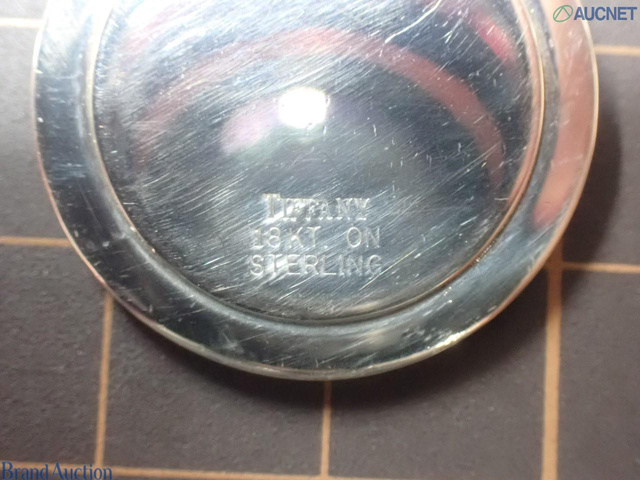 AUCNET
TIFFANY
18KT. ON
STERLING
Brand Auction